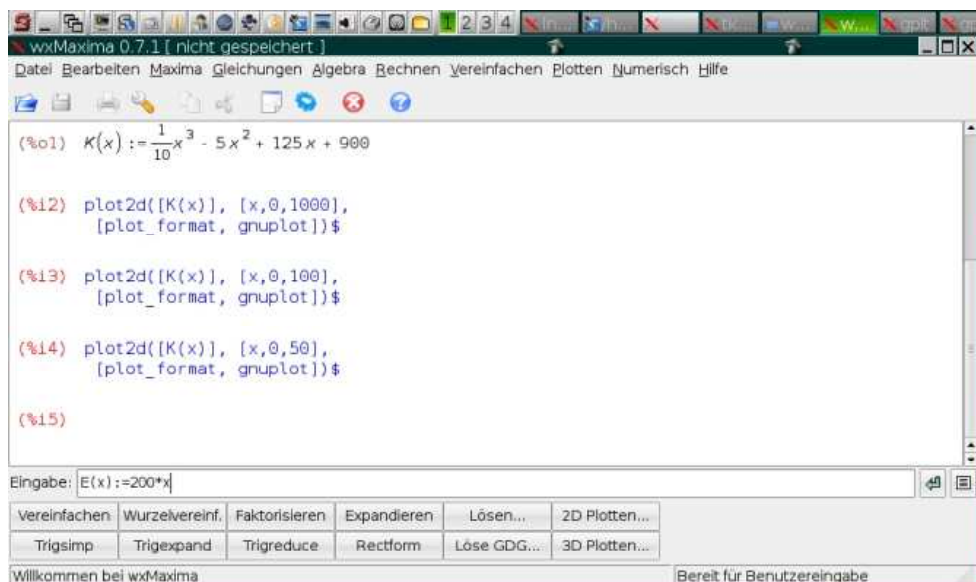 1 2 3 4
wxMaxima 0.7.1 [ nicht gespeichert ]
Datei Bearbeiten Maxima Gleichungen Algebra Rechnen Vereinfachen Plotten Numerisch Hilfe
(%o1) K(x) := 1/10 x^3 - 5 x^2 + 125 x + 900
(%i2) plot2d([K(x)], [x,0,1000],
[plot_format, gnuplot])$
(%i3) plot2d([K(x)], [x,0,100],
[plot_format, gnuplot])$
(%i4) plot2d([K(x)], [x,0,50],
[plot_format, gnuplot])$
(%i5)
Eingabe: E(x):=200*x
Vereinfachen Wurzelvereinf. Faktorisieren Expandieren Lösen... 2D Plotten...
Trigsimp Trigexpand Trigreduce Rectform Löse GDG... 3D Plotten...
Willkommen bei wxMaxima Bereit für Benutzereingabe